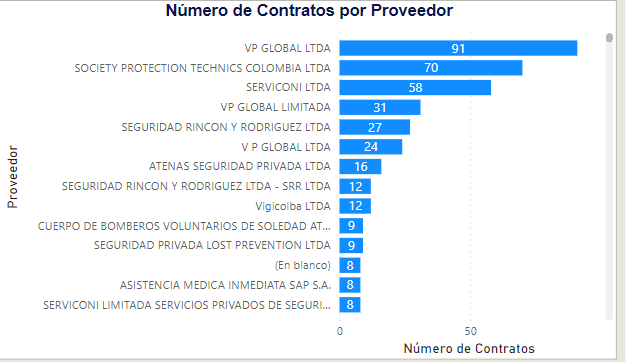 Número de Contratos por Proveedor
VP GLOBAL LTDA 91
SOCIETY PROTECTION TECHNICS COLOMBIA LTDA 70
SERVICONI LTDA 58
VP GLOBAL LIMITADA 31
SEGURIDAD RINCON Y RODRIGUEZ LTDA 27
V P GLOBAL LTDA 24
ATENAS SEGURIDAD PRIVADA LTDA 16
SEGURIDAD RINCON Y RODRIGUEZ LTDA - SRR LTDA 12
Vigicolba LTDA 12
CUERPO DE BOMBEROS VOLUNTARIOS DE SOLEDAD AT... 9
SEGURIDAD PRIVADA LOST PREVENTION LTDA 9
(En blanco) 8
ASISTENCIA MEDICA INMEDIATA SAP S.A. 8
SERVICONI LIMITADA SERVICIOS PRIVADOS DE SEGURI... 8
Proveedor
0 50
Número de Contratos